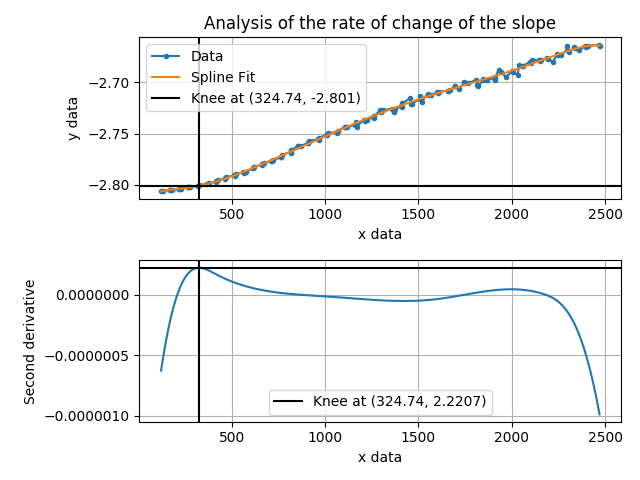 Analysis of the rate of change of the slope
Data
Spline Fit
Knee at (324.74, -2.801)
y data
−2.70
−2.75
−2.80
500 1000 1500 2000 2500
x data
Second derivative
0.0000000
−0.0000005
−0.0000010
Knee at (324.74, 2.2207)
500 1000 1500 2000 2500
x data